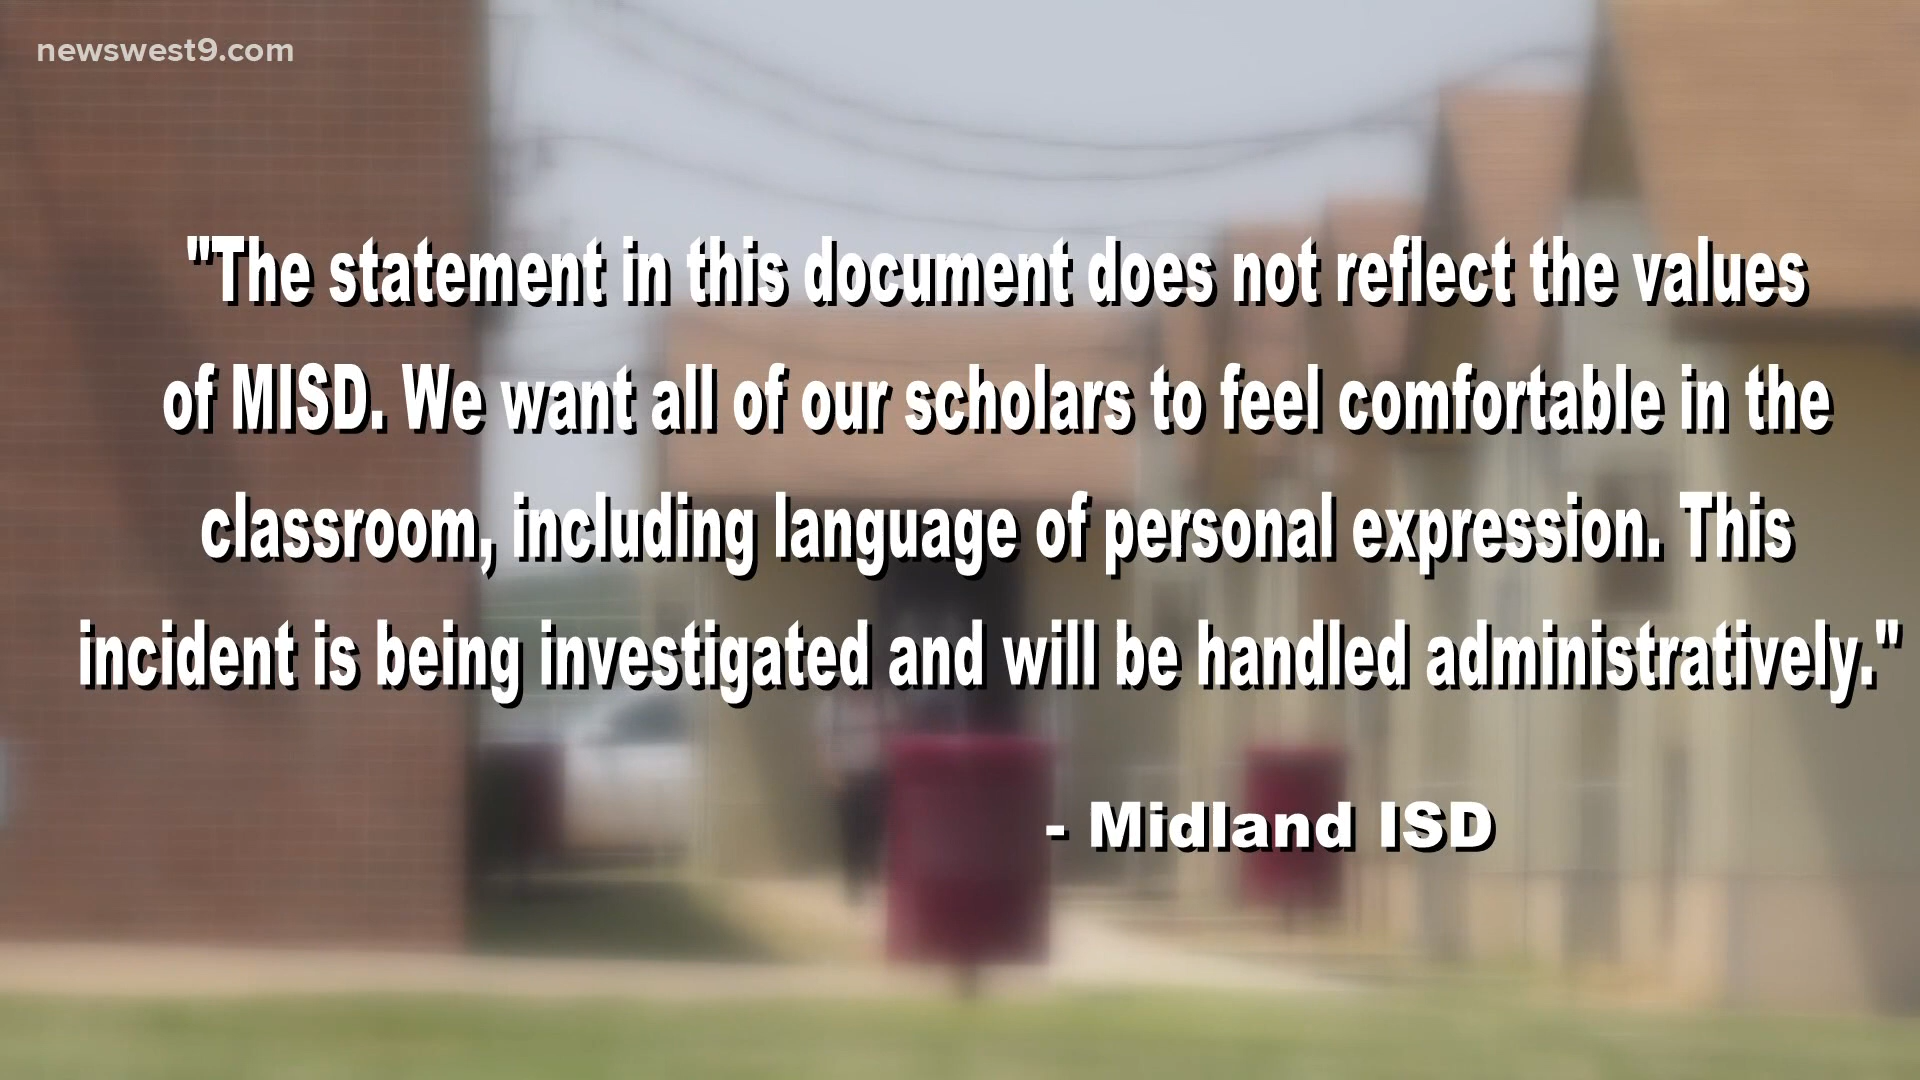 newswest9.com
"The statement in this document does not reflect the values
of MISD. We want all of our scholars to feel comfortable in the
classroom, including language of personal expression. This
incident is being investigated and will be handled administratively."
- Midland ISD